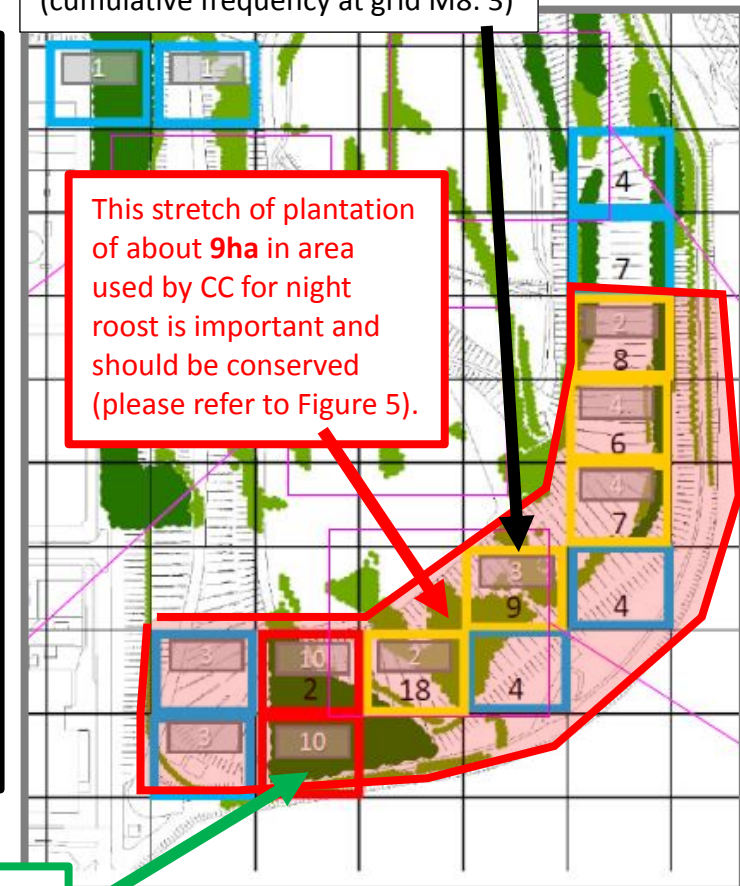 (cumulative frequency at grid M8: 3)
1 1
4
This stretch of plantation
of about 9ha in area
used by CC for night
roost is important and
should be conserved
(please refer to Figure 5).
7
2
8
4
6
4
7
3
9 4
3 10 2
2 18 4
3 10